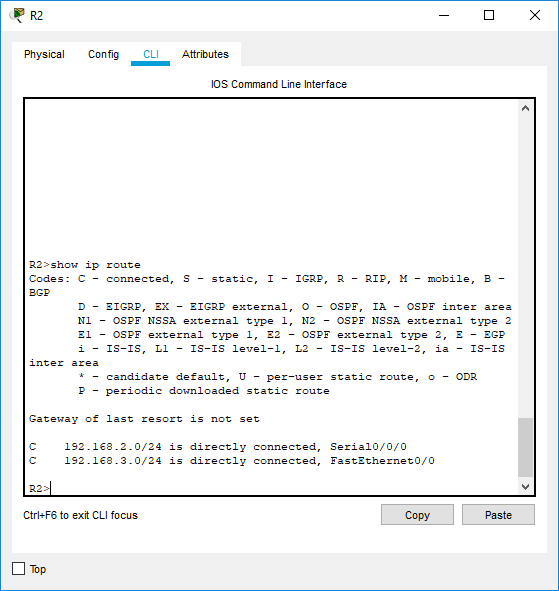 R2
Physical Config CLI Attributes
IOS Command Line Interface
R2>show ip route
Codes: C - connected, S - static, I - IGRP, R - RIP, M - mobile, B -
BGP
D - EIGRP, EX - EIGRP external, O - OSPF, IA - OSPF inter area
N1 - OSPF NSSA external type 1, N2 - OSPF NSSA external type 2
E1 - OSPF external type 1, E2 - OSPF external type 2, E - EGP
i - IS-IS, L1 - IS-IS level-1, L2 - IS-IS level-2, ia - IS-IS
inter area
* - candidate default, U - per-user static route, o - ODR
P - periodic downloaded static route
Gateway of last resort is not set
C 192.168.2.0/24 is directly connected, Serial0/0/0
C 192.168.3.0/24 is directly connected, FastEthernet0/0
R2>
Ctrl+F6 to exit CLI focus Copy Paste
Top